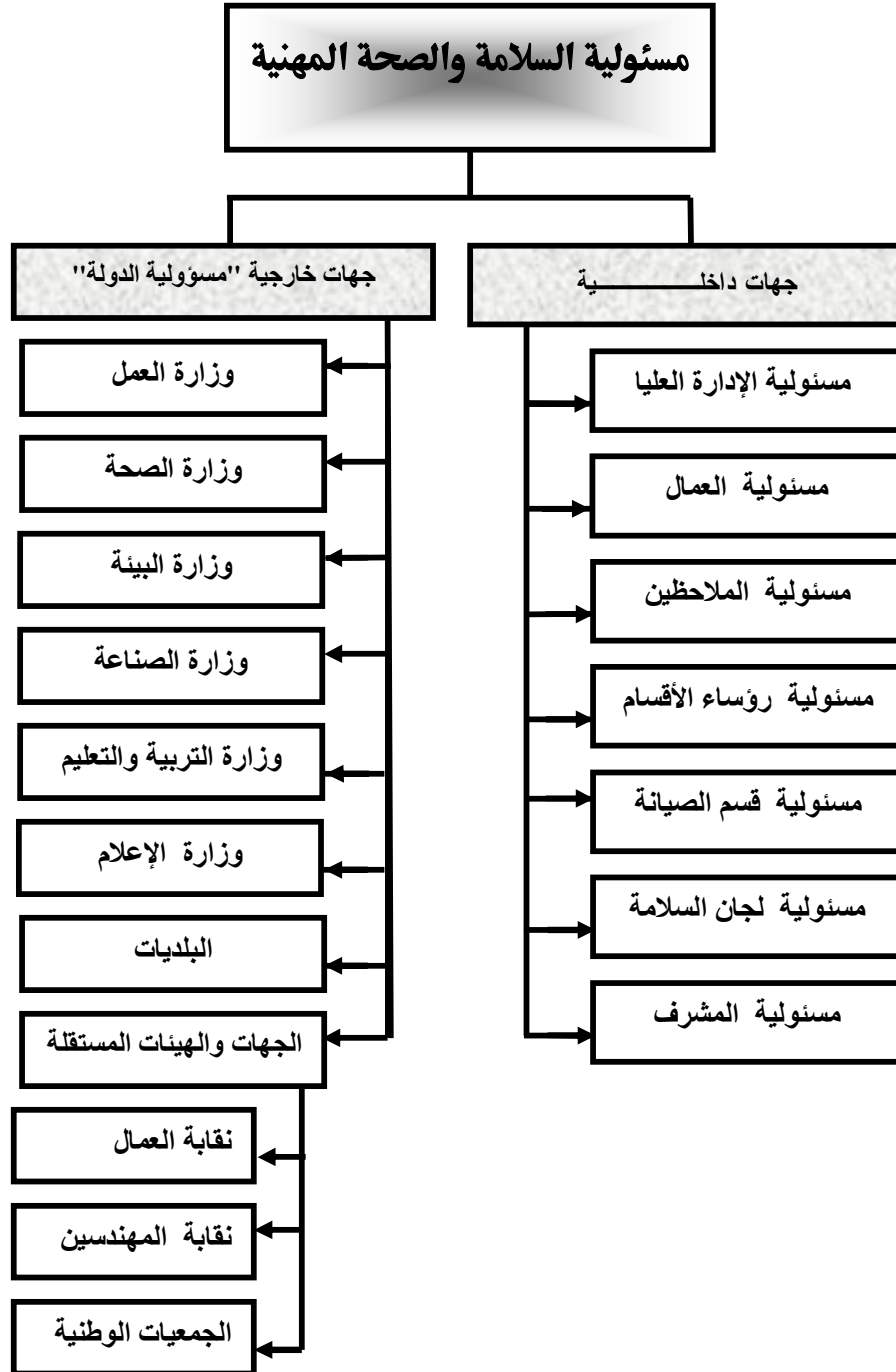 مسئولية السلامة والصحة المهنية
جهات داخلـــــــــــية
مسئولية الإدارة العليا
مسئولية العمال
مسئولية الملاحظين
مسئولية رؤساء الأقسام
مسئولية قسم الصيانة
مسئولية لجان السلامة
مسئولية المشرف
جهات خارجية "مسؤولية الدولة"
وزارة العمل
وزارة الصحة
وزارة البيئة
وزارة الصناعة
وزارة التربية والتعليم
وزارة الإعلام
البلديات
الجهات والهيئات المستقلة
نقابة العمال
نقابة المهندسين
الجمعيات الوطنية